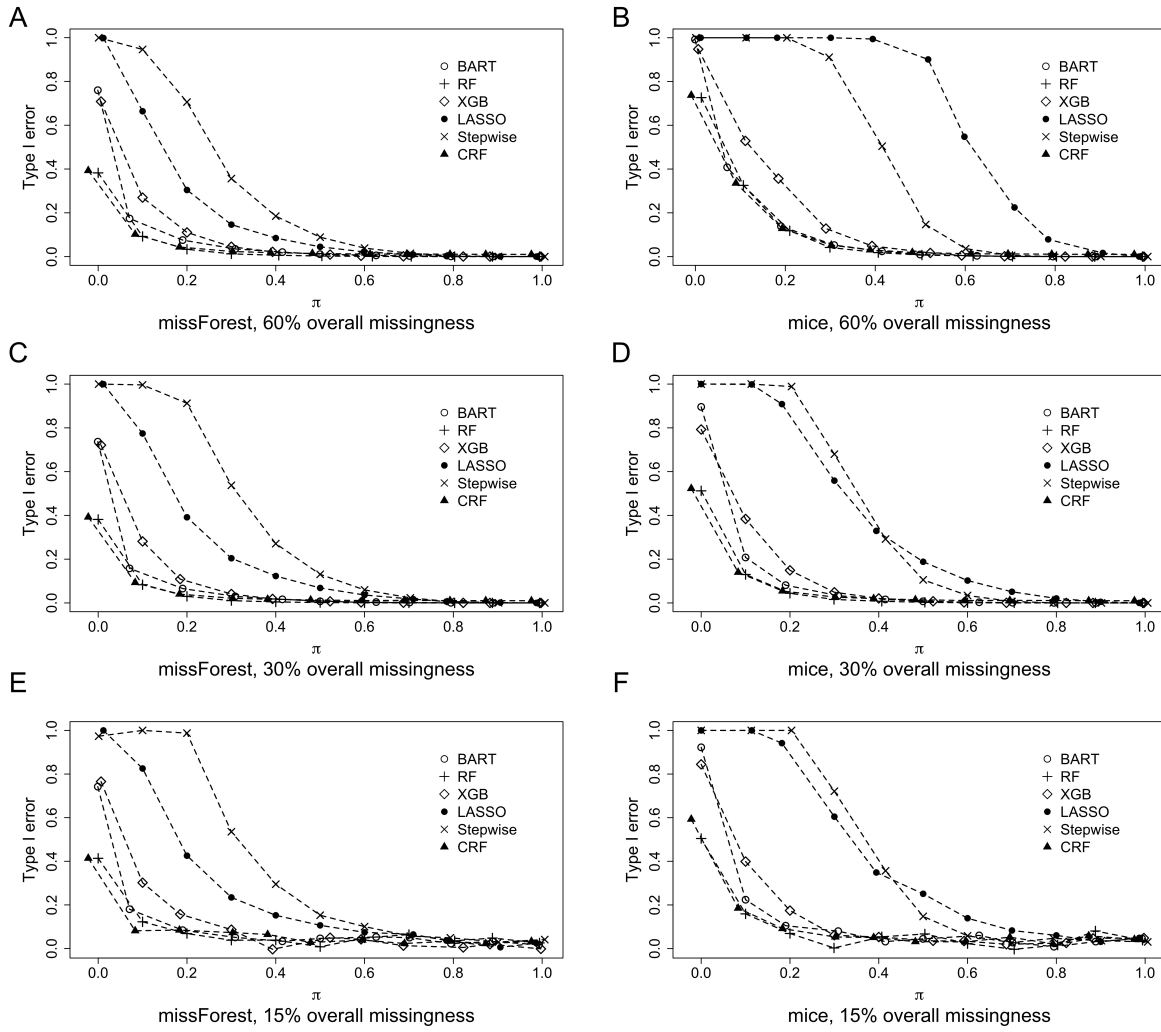 A
Type I error
0.0 0.2 0.4 0.6 0.8 1.0
BART
RF
XGB
LASSO
Stepwise
CRF
0.0 0.2 0.4 0.6 0.8 1.0
π
missForest, 60% overall missingness
B
Type I error
0.0 0.2 0.4 0.6 0.8 1.0
BART
RF
XGB
LASSO
Stepwise
CRF
0.0 0.2 0.4 0.6 0.8 1.0
π
mice, 60% overall missingness
C
Type I error
0.0 0.2 0.4 0.6 0.8 1.0
BART
RF
XGB
LASSO
Stepwise
CRF
0.0 0.2 0.4 0.6 0.8 1.0
π
missForest, 30% overall missingness
D
Type I error
0.0 0.2 0.4 0.6 0.8 1.0
BART
RF
XGB
LASSO
Stepwise
CRF
0.0 0.2 0.4 0.6 0.8 1.0
π
mice, 30% overall missingness
E
Type I error
0.0 0.2 0.4 0.6 0.8 1.0
BART
RF
XGB
LASSO
Stepwise
CRF
0.0 0.2 0.4 0.6 0.8 1.0
π
missForest, 15% overall missingness
F
Type I error
0.0 0.2 0.4 0.6 0.8 1.0
BART
RF
XGB
LASSO
Stepwise
CRF
0.0 0.2 0.4 0.6 0.8 1.0
π
mice, 15% overall missingness